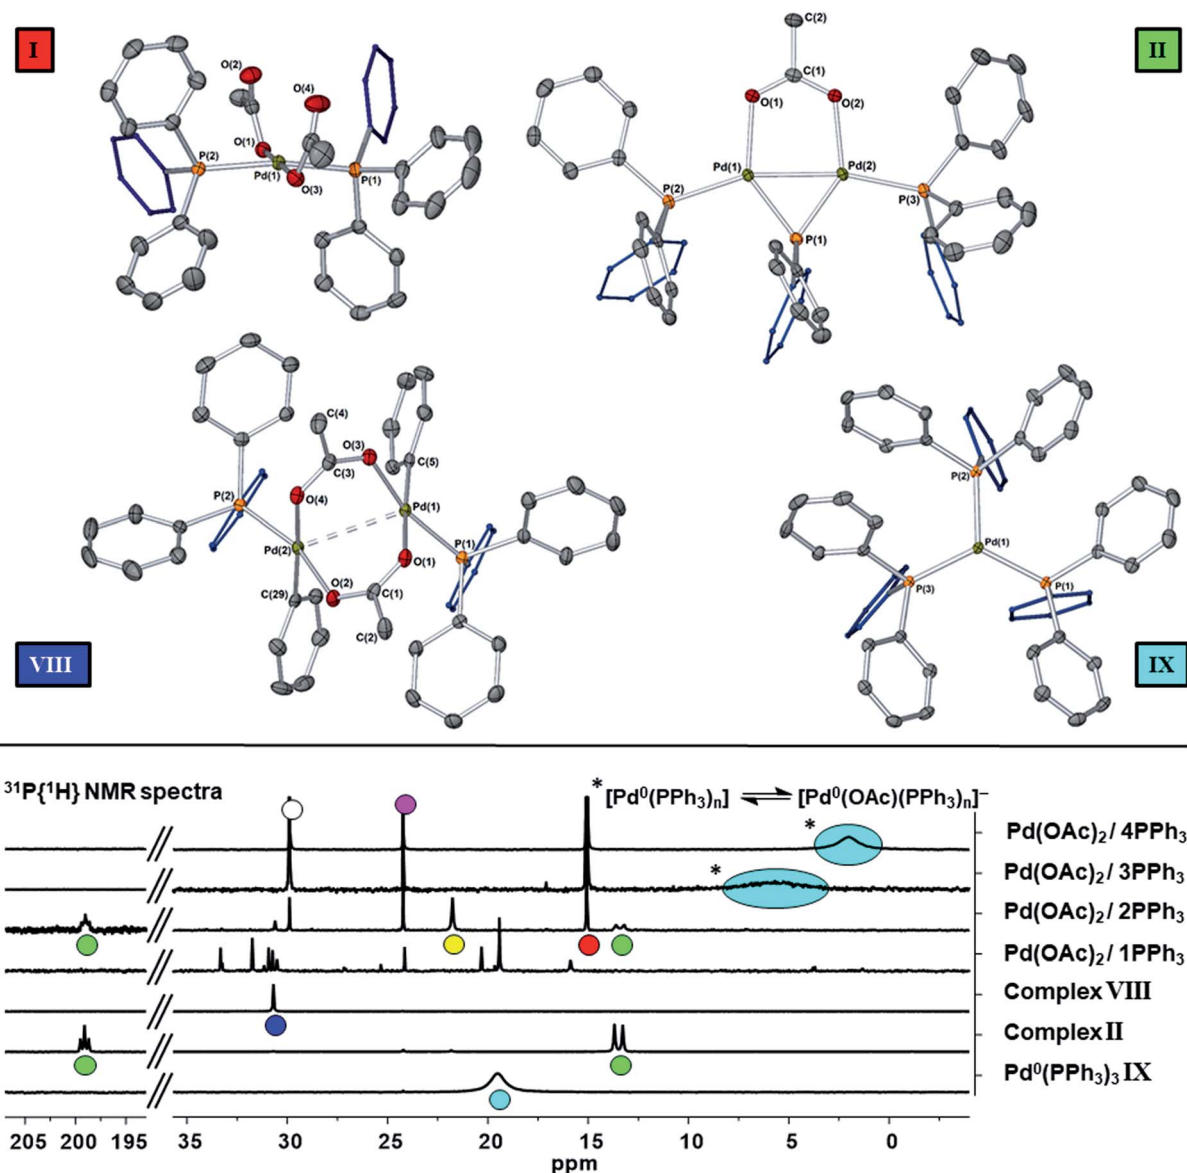 I
O(2)
O(4)
O(1)
P(2)
Pd(1)
O(3)
P(1)
II
C(2)
C(1)
O(1)
O(2)
Pd(1)
Pd(2)
P(2)
P(3)
P(1)
VIII
C(4)
O(3)
C(3)
C(5)
P(2)
O(4)
Pd(1)
Pd(2)
O(2)
O(1)
P(1)
C(29)
C(1)
C(2)
IX
P(2)
Pd(1)
P(3)
P(1)
³¹P{¹H} NMR spectra
* [Pd⁰(PPh₃)ₙ] ⇌ [Pd⁰(OAc)(PPh₃)ₙ]⁻
*
Pd(OAc)₂ / 4PPh₃
*
Pd(OAc)₂ / 3PPh₃
Pd(OAc)₂ / 2PPh₃
Pd(OAc)₂ / 1PPh₃
Complex VIII
Complex II
Pd⁰(PPh₃)₃ IX
205 200 195 35 30 25 20 15 10 5 0
ppm